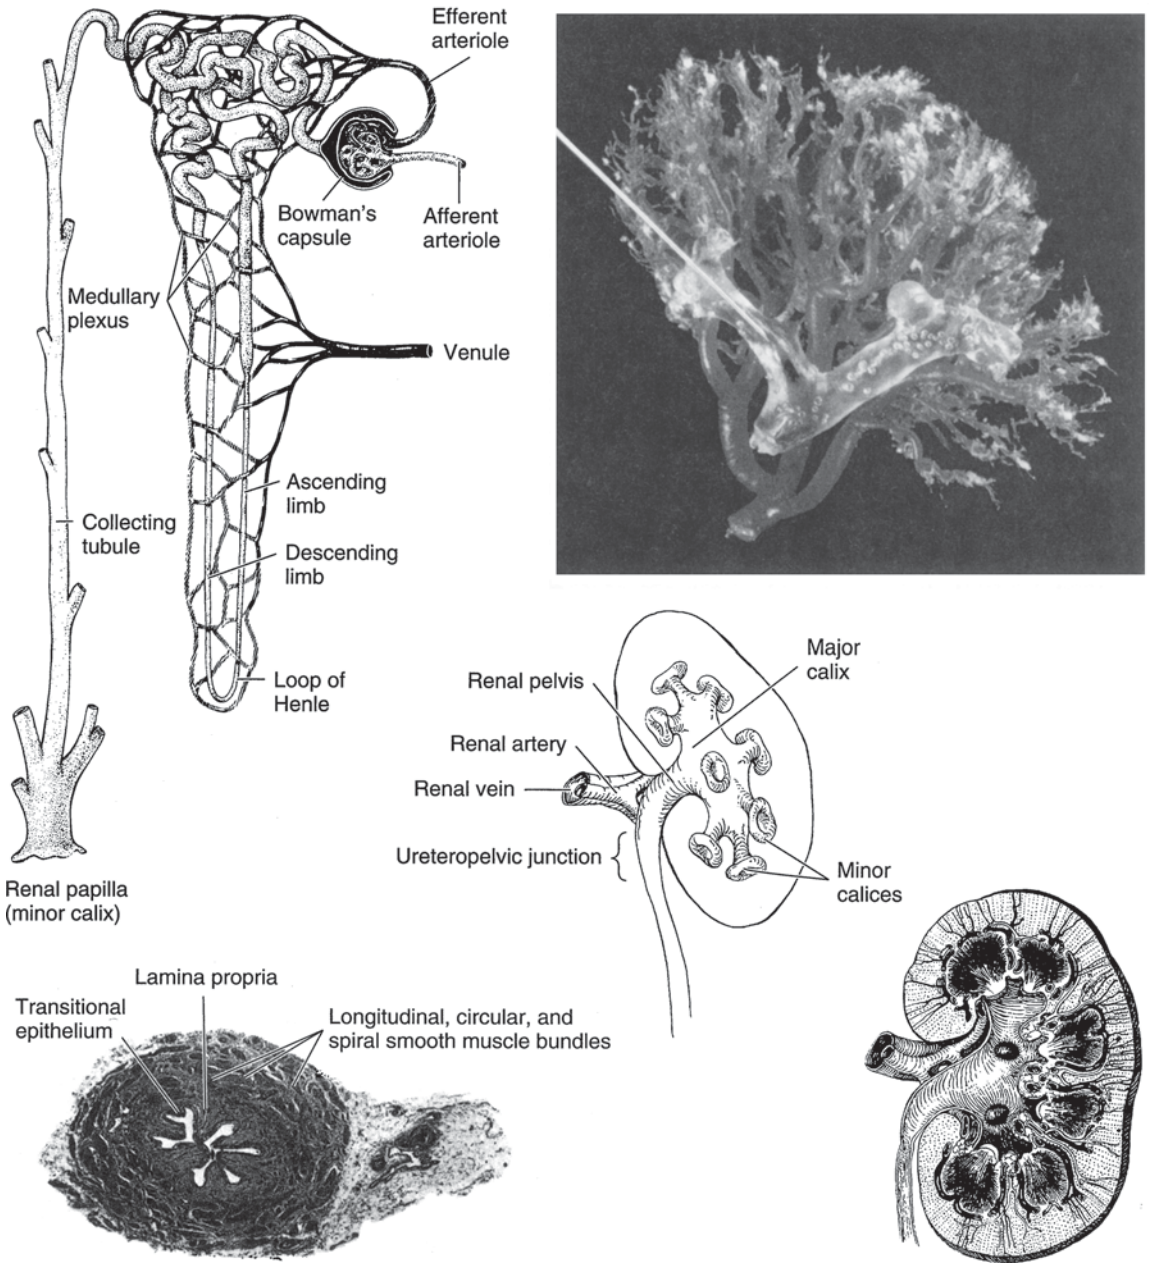 Efferent
arteriole
Bowman's
capsule
Afferent
arteriole
Medullary
plexus
Venule
Ascending
limb
Collecting
tubule
Descending
limb
Loop of
Henle
Renal papilla
(minor calix)
Major
calix
Renal pelvis
Renal artery
Renal vein
Ureteropelvic junction
Minor
calices
Lamina propria
Transitional
epithelium
Longitudinal, circular, and
spiral smooth muscle bundles